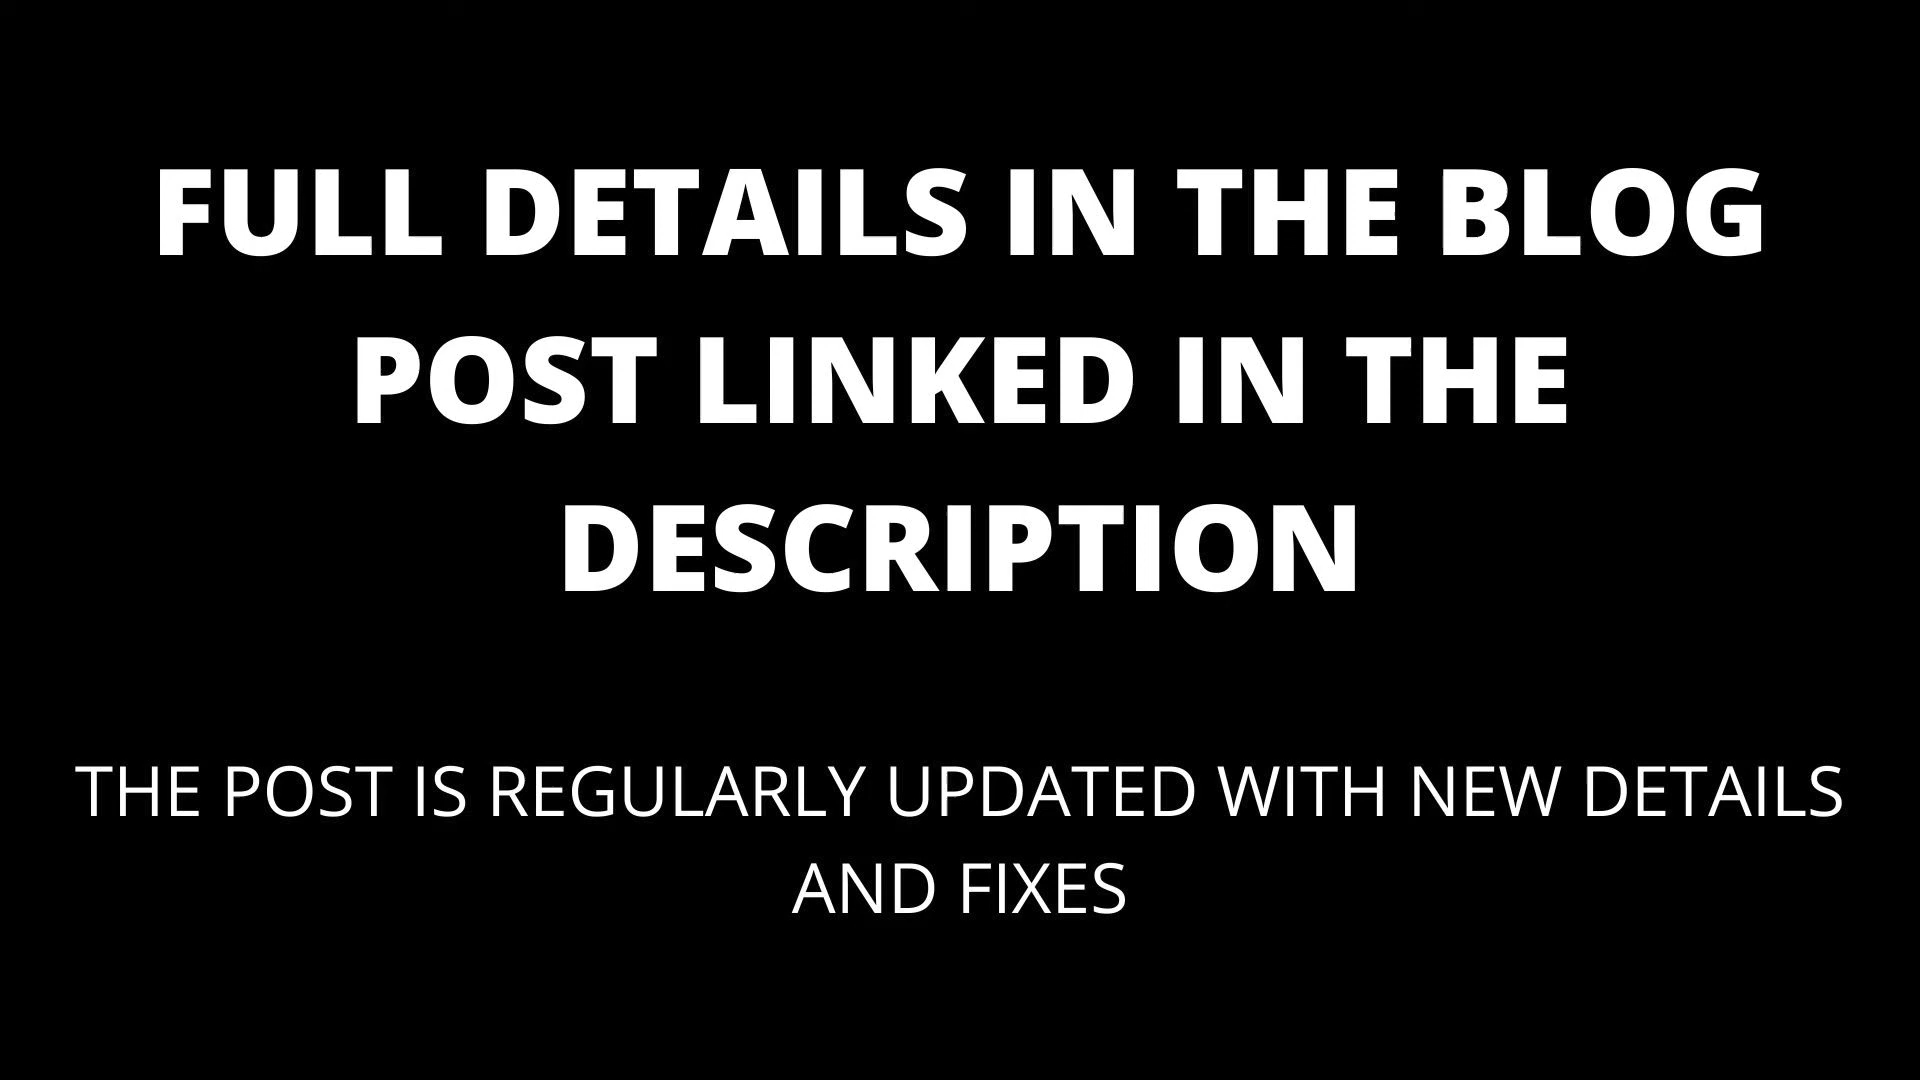 FULL DETAILS IN THE BLOG
POST LINKED IN THE
DESCRIPTION
THE POST IS REGULARLY UPDATED WITH NEW DETAILS
AND FIXES